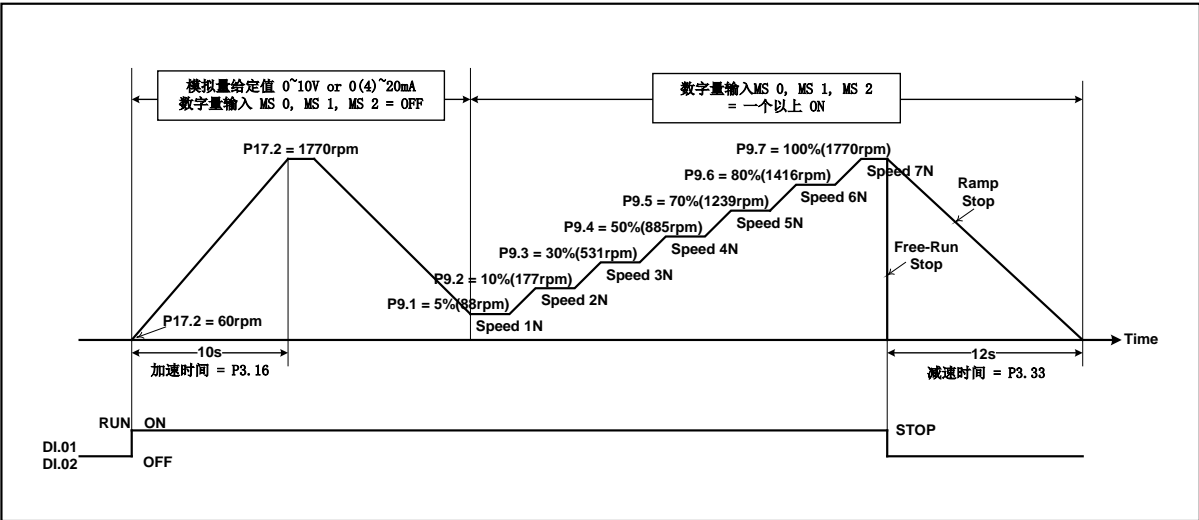 模拟量给定值 0~10V or 0(4)~20mA
数字量输入 MS 0, MS 1, MS 2 = OFF
数字量输入MS 0, MS 1, MS 2
= 一个以上 ON
P17.2 = 1770rpm
P9.7 = 100%(1770rpm)
Speed 7N
P9.6 = 80%(1416rpm)
Speed 6N
P9.5 = 70%(1239rpm)
Speed 5N
P9.4 = 50%(885rpm)
Speed 4N
P9.3 = 30%(531rpm)
Speed 3N
P9.2 = 10%(177rpm)
Speed 2N
P9.1 = 5%(88rpm)
Speed 1N
Ramp
Stop
Free-Run
Stop
P17.2 = 60rpm
Time
10s
加速时间 = P3.16
12s
减速时间 = P3.33
RUN ON
STOP
DI.01
DI.02
OFF